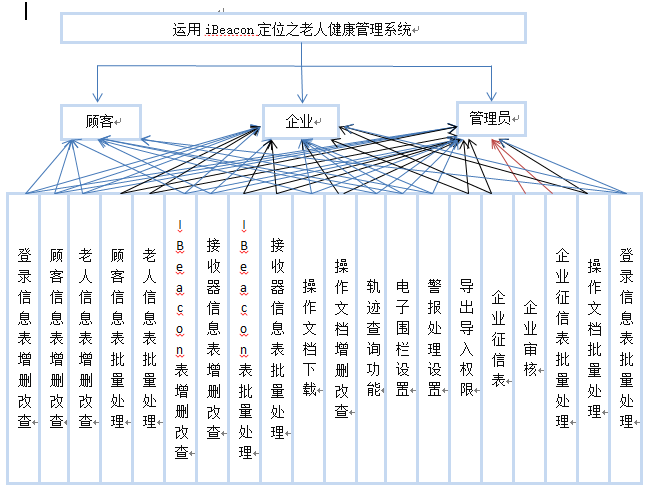 运用 iBeacon 定位之老人健康管理系统
顾客
企业
管理员
登录信息表增删改查
顾客信息表增删改查
老人信息表增删改查
顾客信息表批量处理
老人信息表批量处理
IBeacon表增删改查
接收器信息表增删改查
IBeacon表批量处理
接收器信息表批量处理
操作文档下载
操作文档增删改查
轨迹查询功能
电子围栏设置
警报处理设置
导出导入权限
企业征信表
企业审核
企业征信表批量处理
操作文档批量处理
登录信息表批量处理